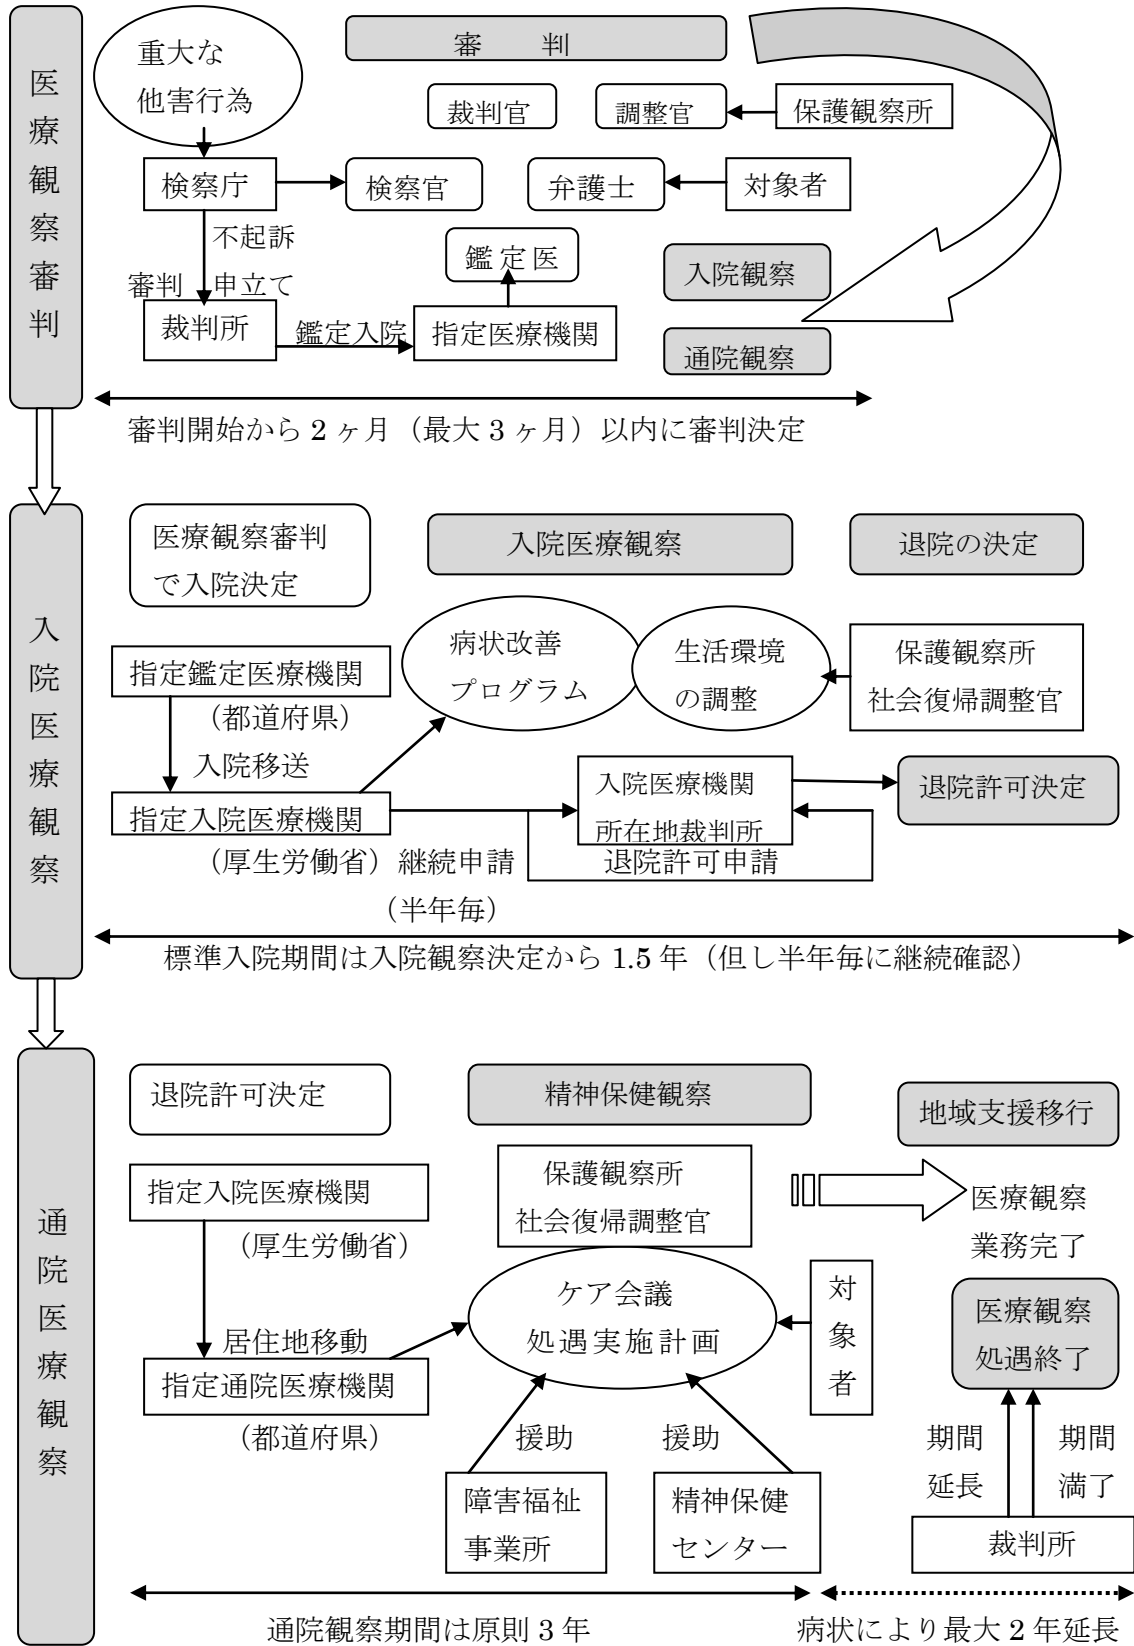 医療観察審判
重大な
他害行為
審　　判
裁判官
調整官
保護観察所
検察庁
検察官
弁護士
対象者
不起訴
鑑定医
審判　申立て
入院観察
裁判所
鑑定入院
指定医療機関
通院観察
審判開始から 2 ヶ月（最大 3 ヶ月）以内に審判決定
入院医療観察
医療観察審判
で入院決定
入院医療観察
退院の決定
病状改善
プログラム
生活環境
の調整
保護観察所
社会復帰調整官
指定鑑定医療機関
（都道府県）
入院移送
入院医療機関
所在地裁判所
退院許可決定
指定入院医療機関
（厚生労働省）継続申請
退院許可申請
（半年毎）
標準入院期間は入院観察決定から 1.5 年（但し半年毎に継続確認）
通院医療観察
退院許可決定
精神保健観察
地域支援移行
指定入院医療機関
（厚生労働省）
保護観察所
社会復帰調整官
医療観察
業務完了
ケア会議
処遇実施計画
対象者
医療観察
処遇終了
居住地移動
指定通院医療機関
（都道府県）
援助
援助
期間
延長
期間
満了
障害福祉
事業所
精神保健
センター
裁判所
通院観察期間は原則 3 年
病状により最大 2 年延長